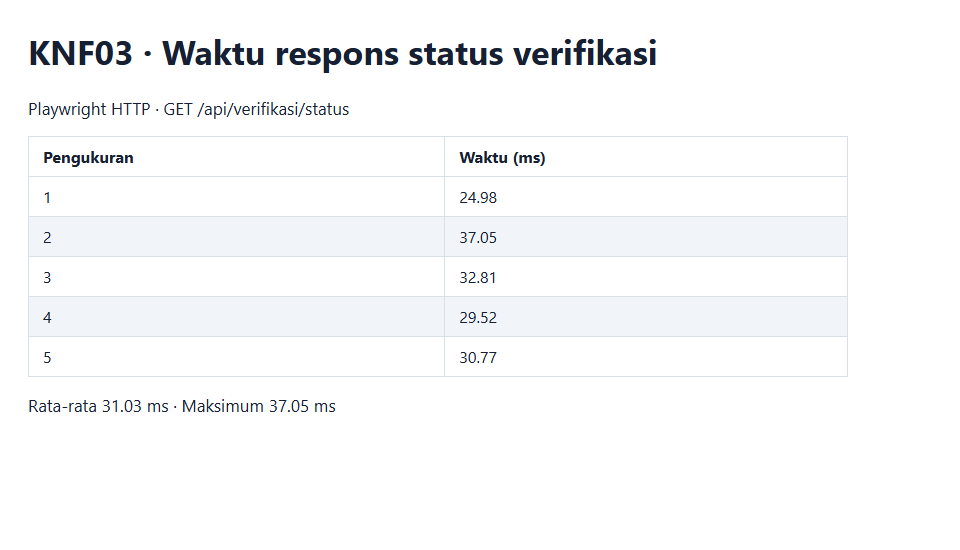 KNF03 · Waktu respons status verifikasi
Playwright HTTP · GET /api/verifikasi/status
Pengukuran Waktu (ms)
1 24.98
2 37.05
3 32.81
4 29.52
5 30.77
Rata-rata 31.03 ms · Maksimum 37.05 ms